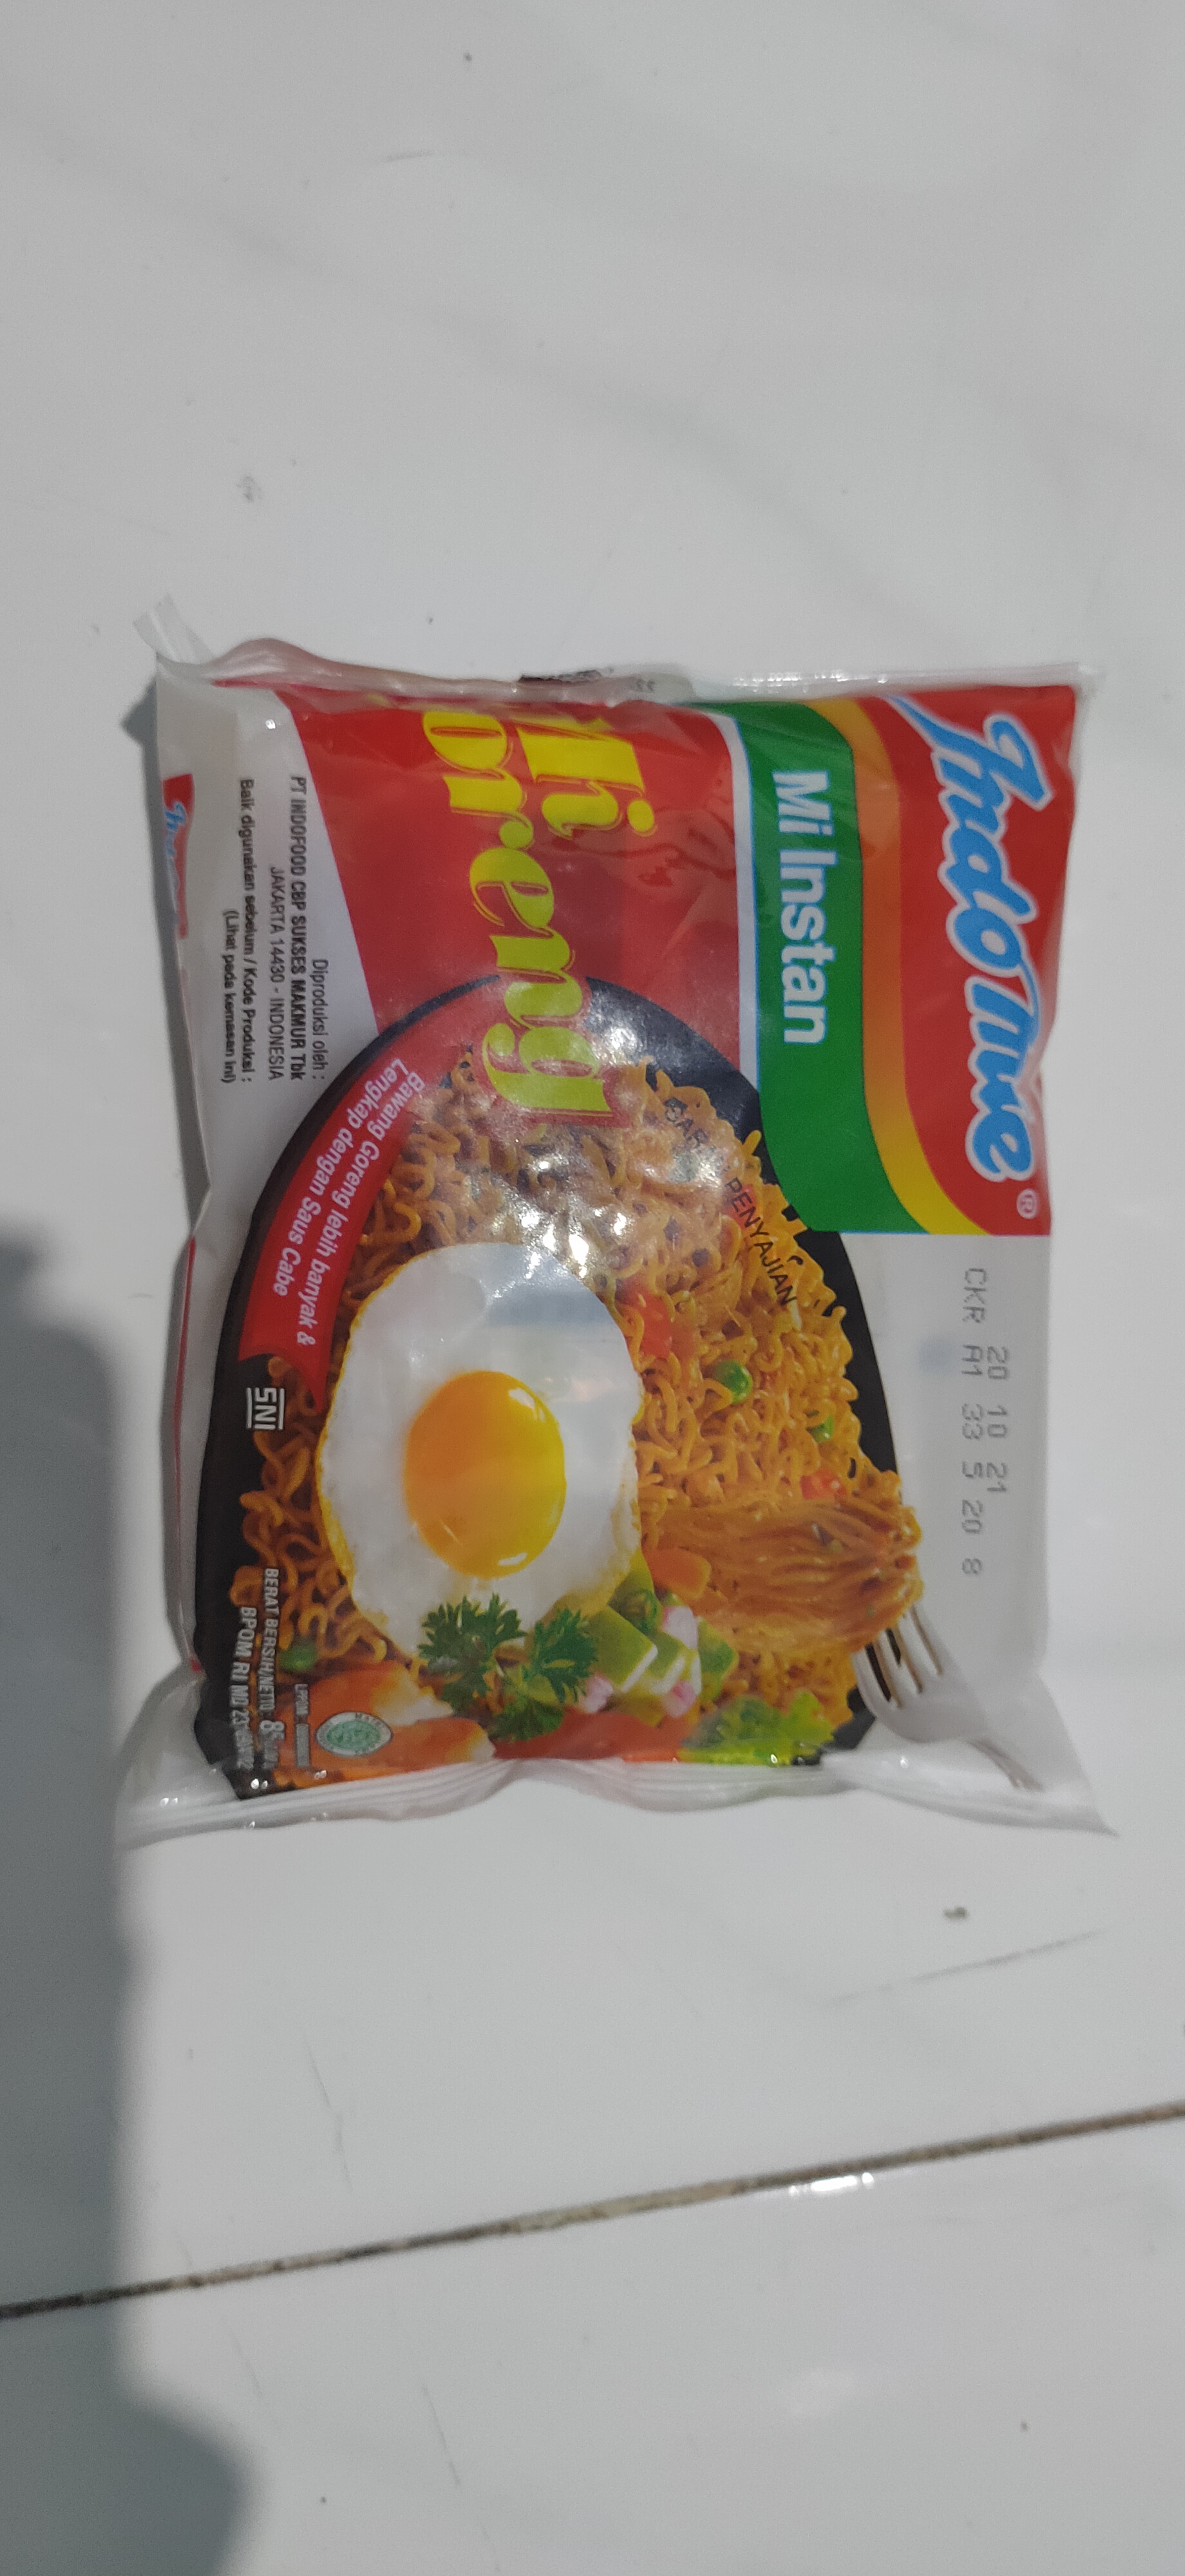 Indomie®
Mi Instan
Mi
Goreng
20 10 21
CKR A1 33 5 20 8
PENYAJIAN
Bawang Goreng lebih banyak &
Lengkap dengan Saus Cabe
Diproduksi oleh :
PT INDOFOOD CBP SUKSES MAKMUR Tbk
JAKARTA 14430 - INDONESIA
Baik digunakan sebelum / Kode Produksi :
(Lihat pada kemasan ini)
SNI
BERAT BERSIH/NETTO :
BPOM RI MD